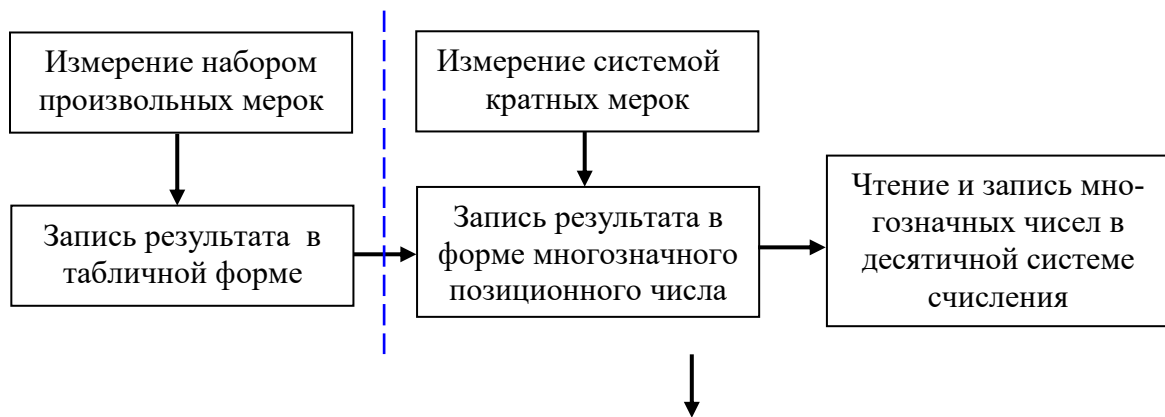 Измерение набором
произвольных мерок
Измерение системой
кратных мерок
Запись результата в
табличной форме
Запись результата в
форме многозначного
позиционного числа
Чтение и запись мно-
гозначных чисел в
десятичной системе
счисления